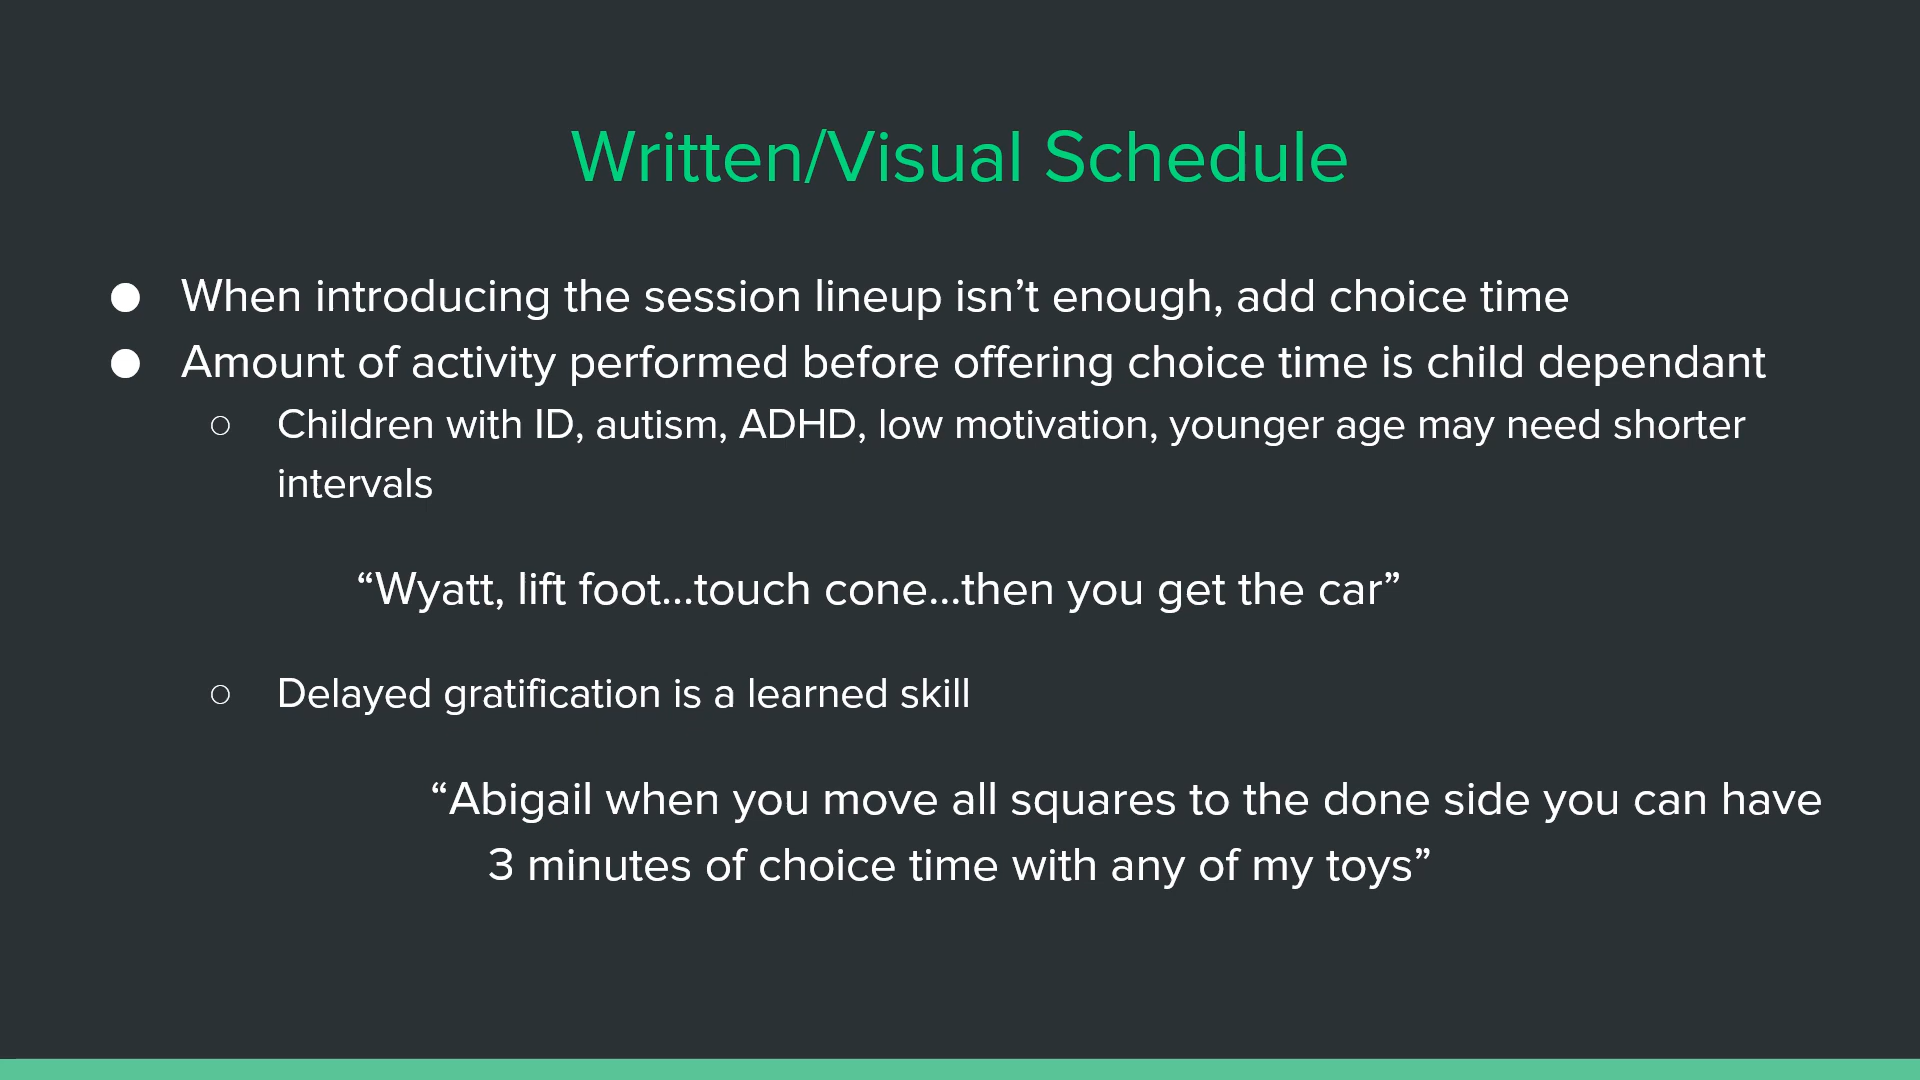 Written/Visual Schedule
● When introducing the session lineup isn’t enough, add choice time
● Amount of activity performed before offering choice time is child dependant
○ Children with ID, autism, ADHD, low motivation, younger age may need shorter
intervals
“Wyatt, lift foot...touch cone...then you get the car”
○ Delayed gratification is a learned skill
“Abigail when you move all squares to the done side you can have
3 minutes of choice time with any of my toys”